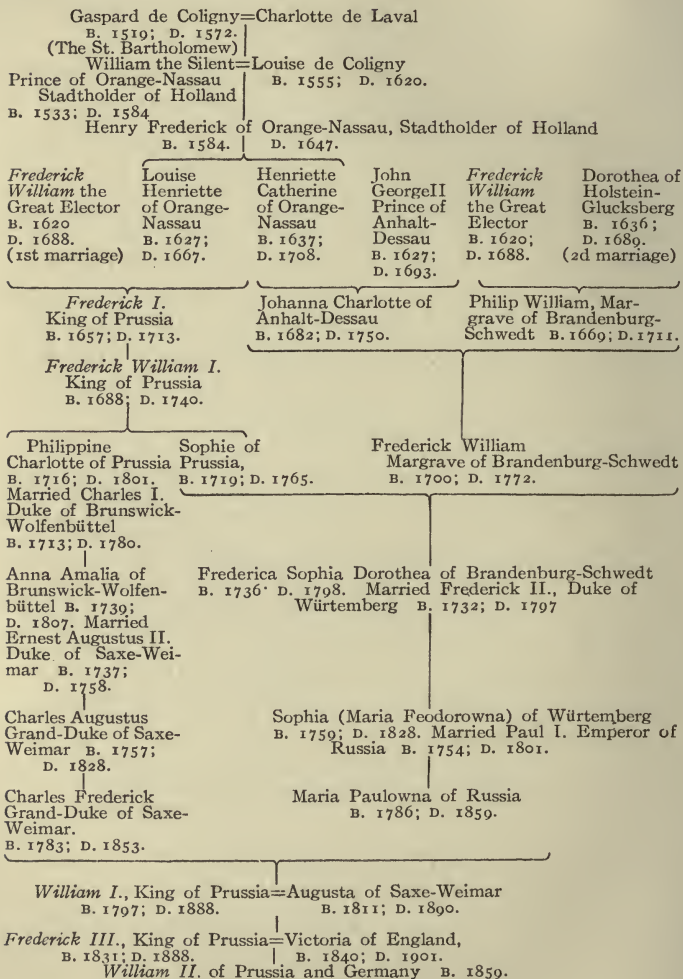 Gaspard de Coligny=Charlotte de Laval
B. 1519; D. 1572.
(The St. Bartholomew)
William the Silent=Louise de Coligny
Prince of Orange-Nassau B. 1555; D. 1620.
Stadtholder of Holland
B. 1533; D. 1584
Henry Frederick of Orange-Nassau, Stadtholder of Holland
B. 1584. D. 1647.
Frederick
William the
Great Elector
B. 1620
D. 1688.
(1st marriage)
Louise
Henriette
of Orange-
Nassau
B. 1627;
D. 1667.
Henriette
Catherine
of Orange-
Nassau
B. 1637;
D. 1708.
John
GeorgeII
Prince of
Anhalt-
Dessau
B. 1627;
D. 1693.
Frederick
William
the Great
Elector
B. 1620;
D. 1688.
Dorothea of
Holstein-
Glucksberg
B. 1636;
D. 1689.
(2d marriage)
Frederick I.
King of Prussia
B. 1657; D. 1713.
Johanna Charlotte of
Anhalt-Dessau
B. 1682; D. 1750.
Philip William, Mar-
grave of Brandenburg-
Schwedt B. 1669; D. 1711.
Frederick William I.
King of Prussia
B. 1688; D. 1740.
Philippine
Charlotte of Prussia
B. 1716; D. 1801.
Married Charles I.
Duke of Brunswick-
Wolfenbüttel
B. 1713; D. 1780.
Sophie of
Prussia,
B. 1719; D. 1765.
Frederick William
Margrave of Brandenburg-Schwedt
B. 1700; D. 1772.
Anna Amalia of
Brunswick-Wolfen-
büttel B. 1739;
D. 1807. Married
Ernest Augustus II.
Duke of Saxe-Wei-
mar B. 1737;
D. 1758.
Frederica Sophia Dorothea of Brandenburg-Schwedt
B. 1736· D. 1798. Married Frederick II., Duke of
Würtemberg B. 1732; D. 1797
Charles Augustus
Grand-Duke of Saxe-
Weimar B. 1757;
D. 1828.
Sophia (Maria Feodorowna) of Würtemberg
B. 1759; D. 1828. Married Paul I. Emperor of
Russia B. 1754; D. 1801.
Charles Frederick
Grand-Duke of Saxe-
Weimar.
B. 1783; D. 1853.
Maria Paulowna of Russia
B. 1786; D. 1859.
William I., King of Prussia=Augusta of Saxe-Weimar
B. 1797; D. 1888. B. 1811; D. 1890.
Frederick III., King of Prussia=Victoria of England,
B. 1831; D. 1888. B. 1840; D. 1901.
William II. of Prussia and Germany B. 1859.